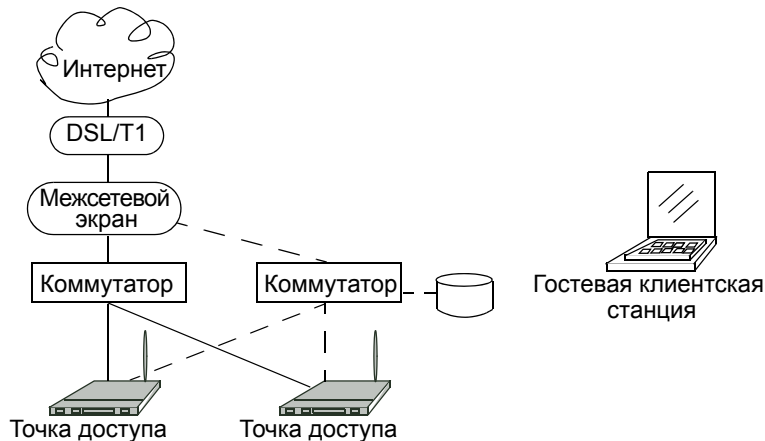 Интернет
DSL/T1
Межсетевой
экран
Коммутатор
Коммутатор
Гостевая клиентская
станция
Точка доступа
Точка доступа